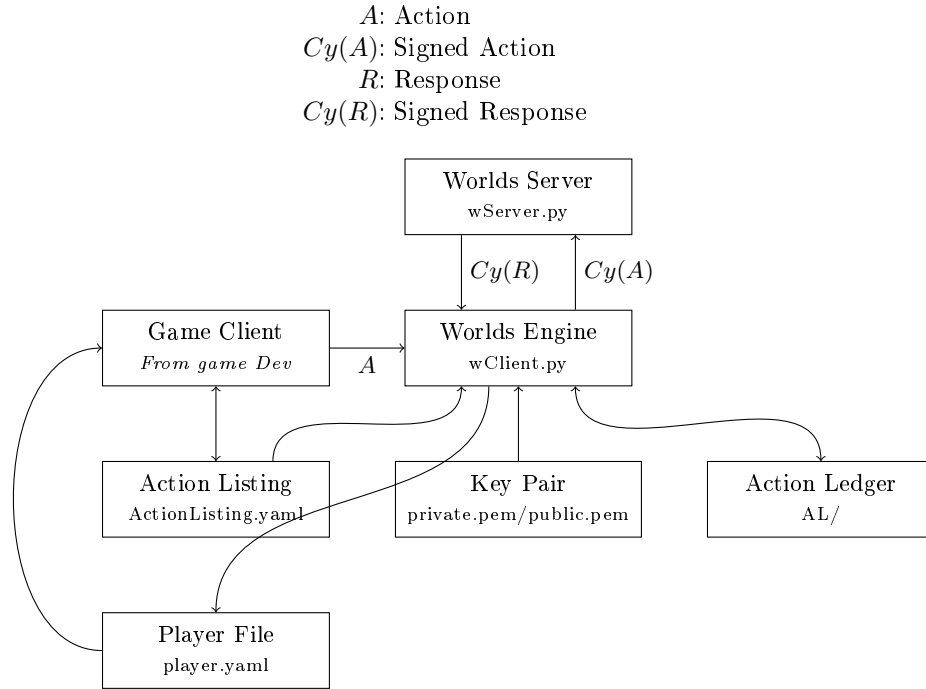 A: Action
Cy(A): Signed Action
R: Response
Cy(R): Signed Response
Worlds Server
wServer.py
Cy(R)
Cy(A)
Game Client
From game Dev
A
Worlds Engine
wClient.py
Action Listing
ActionListing.yaml
Key Pair
private.pem/public.pem
Action Ledger
AL/
Player File
player.yaml